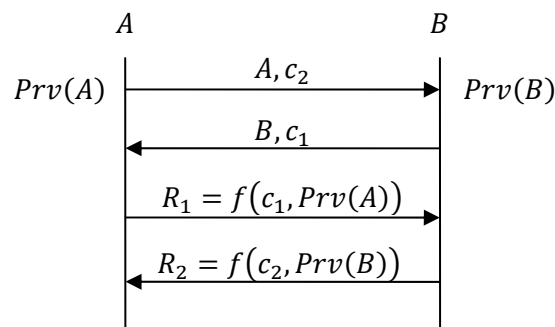 A B
Prv(A) A, c₂ Prv(B)
B, c₁
R₁ = f(c₁, Prv(A))
R₂ = f(c₂, Prv(B))